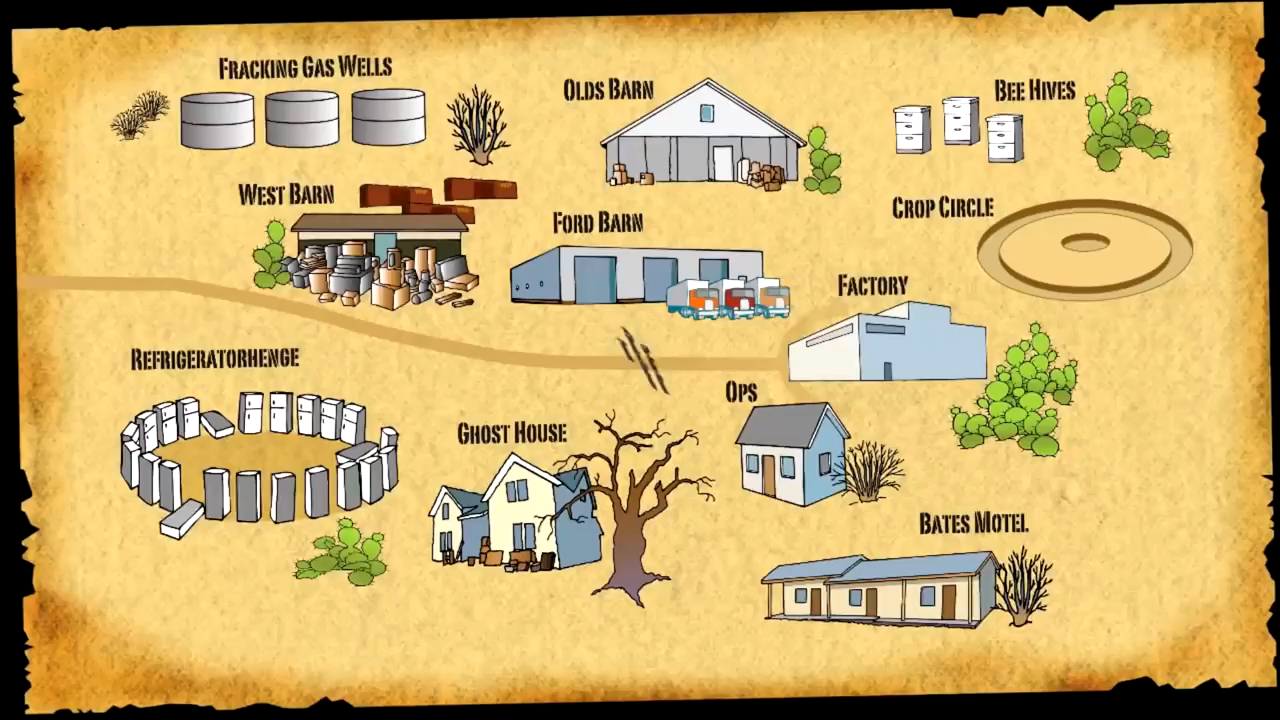 Fracking Gas Wells
Olds Barn
Bee Hives
West Barn
Ford Barn
Crop Circle
Factory
Refrigeratorhenge
Ops
Ghost House
Bates Motel